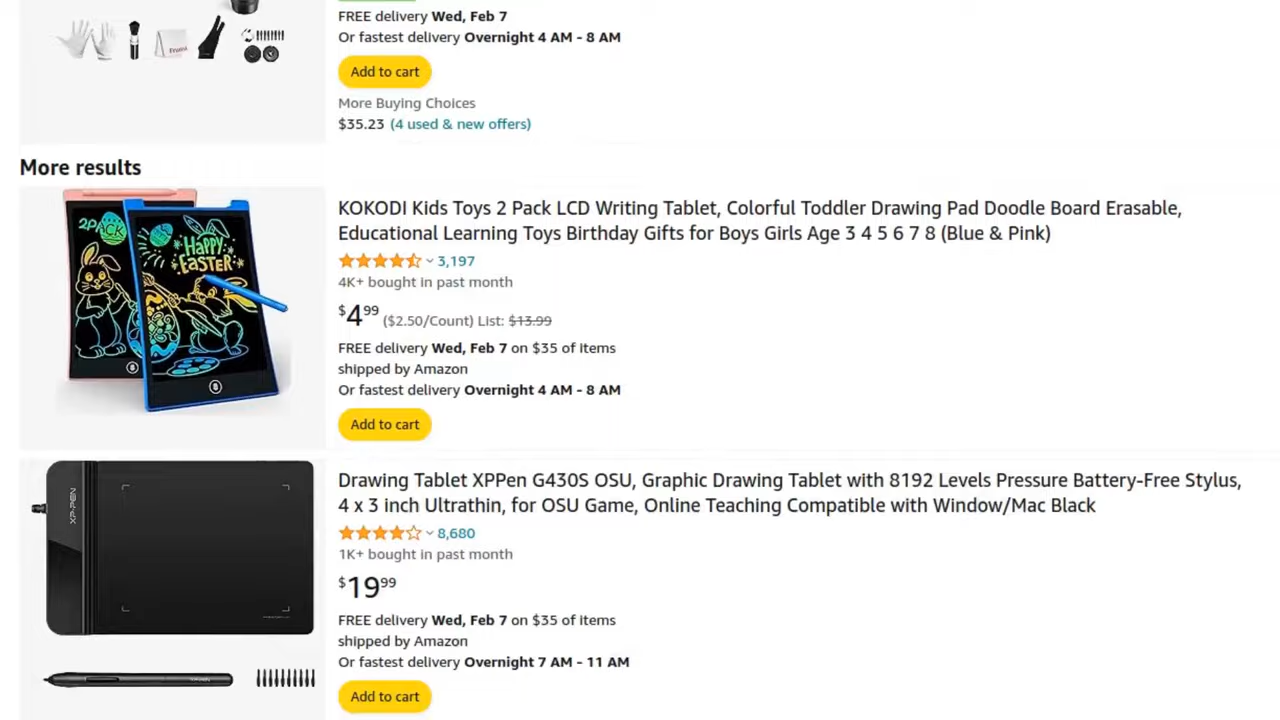 FREE delivery Wed, Feb 7
Or fastest delivery Overnight 4 AM - 8 AM
Add to cart
More Buying Choices
$35.23 (4 used & new offers)
More results
KOKODI Kids Toys 2 Pack LCD Writing Tablet, Colorful Toddler Drawing Pad Doodle Board Erasable,
Educational Learning Toys Birthday Gifts for Boys Girls Age 3 4 5 6 7 8 (Blue & Pink)
3,197
4K+ bought in past month
$4.99 ($2.50/Count) List: $13.99
FREE delivery Wed, Feb 7 on $35 of items
shipped by Amazon
Or fastest delivery Overnight 4 AM - 8 AM
Add to cart
2PACK
Happy
EASTER
Drawing Tablet XPPen G430S OSU, Graphic Drawing Tablet with 8192 Levels Pressure Battery-Free Stylus,
4 x 3 inch Ultrathin, for OSU Game, Online Teaching Compatible with Window/Mac Black
8,680
1K+ bought in past month
$19.99
FREE delivery Wed, Feb 7 on $35 of items
shipped by Amazon
Or fastest delivery Overnight 7 AM - 11 AM
Add to cart
XP-PEN